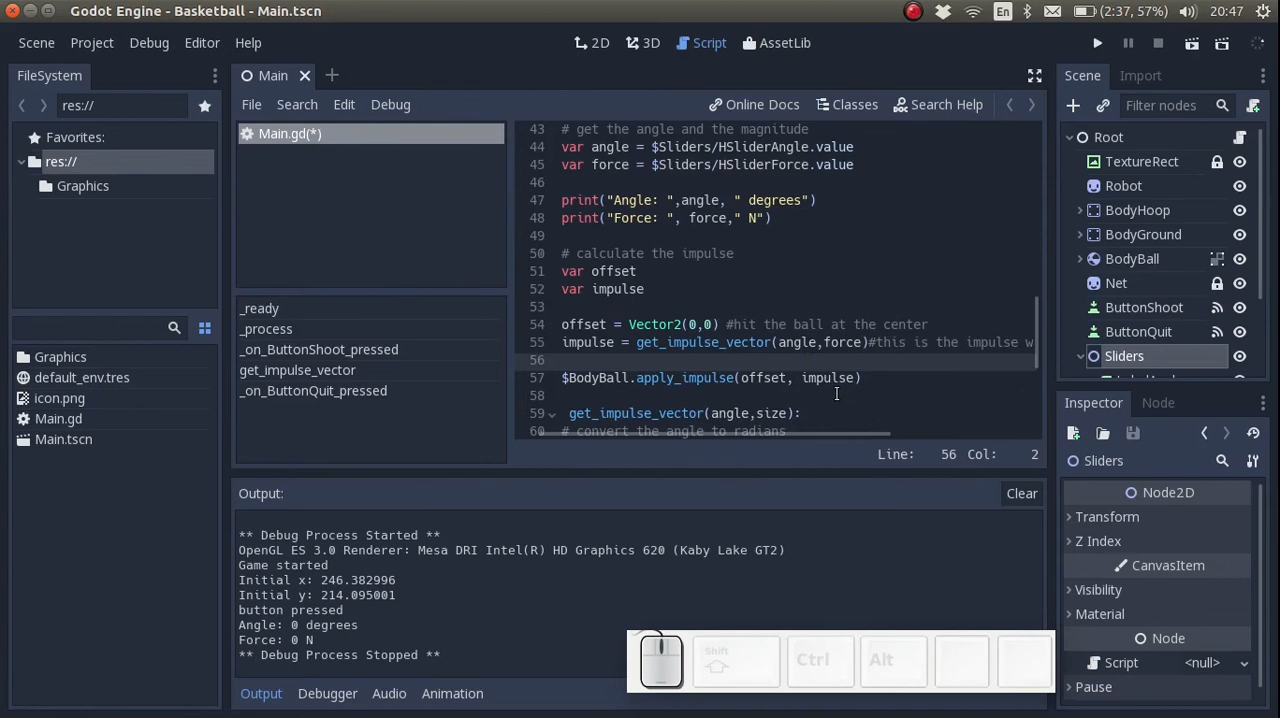 Godot Engine - Basketball - Main.tscn
En
(2:37, 57%)
20:47
Scene Project Debug Editor Help
2D 3D Script AssetLib
FileSystem
res://
Favorites:
res://
Graphics
Graphics
default_env.tres
icon.png
Main.gd
Main.tscn
Main
File Search Edit Debug
Online Docs Classes Search Help
Main.gd(*)
_ready
_process
_on_ButtonShoot_pressed
get_impulse_vector
_on_ButtonQuit_pressed
43 # get the angle and the magnitude
44 var angle = $Sliders/HSliderAngle.value
45 var force = $Sliders/HSliderForce.value
46
47 print("Angle: ",angle, " degrees")
48 print("Force: ", force," N")
49
50 # calculate the impulse
51 var offset
52 var impulse
53
54 offset = Vector2(0,0) #hit the ball at the center
55 impulse = get_impulse_vector(angle,force)#this is the impulse w
56
57 $BodyBall.apply_impulse(offset, impulse)
58
59 get_impulse_vector(angle,size):
60 # convert the angle to radians
Line: 56 Col: 2
Output:
Clear
** Debug Process Started **
OpenGL ES 3.0 Renderer: Mesa DRI Intel(R) HD Graphics 620 (Kaby Lake GT2)
Game started
Initial x: 246.382996
Initial y: 214.095001
button pressed
Angle: 0 degrees
Force: 0 N
** Debug Process Stopped **
Shift
Ctrl
Alt
Output Debugger Audio Animation
Scene Import
Filter nodes
Root
TextureRect
Robot
BodyHoop
BodyGround
BodyBall
Net
ButtonShoot
ButtonQuit
Sliders
Inspector Node
Sliders
Node2D
Transform
Z Index
CanvasItem
Visibility
Material
Node
Script <null>
Pause